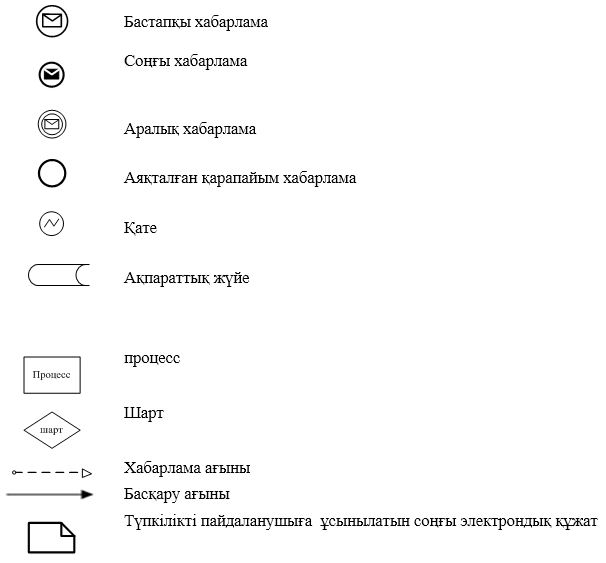 Бастапқы хабарлама
Соңғы хабарлама
Аралық хабарлама
Аяқталған қарапайым хабарлама
Қате
Ақпараттық жүйе
процесс
Процесс
Шарт
шарт
Хабарлама ағыны
Басқару ағыны
Түпкілікті пайдаланушыға ұсынылатын соңғы электрондық құжат